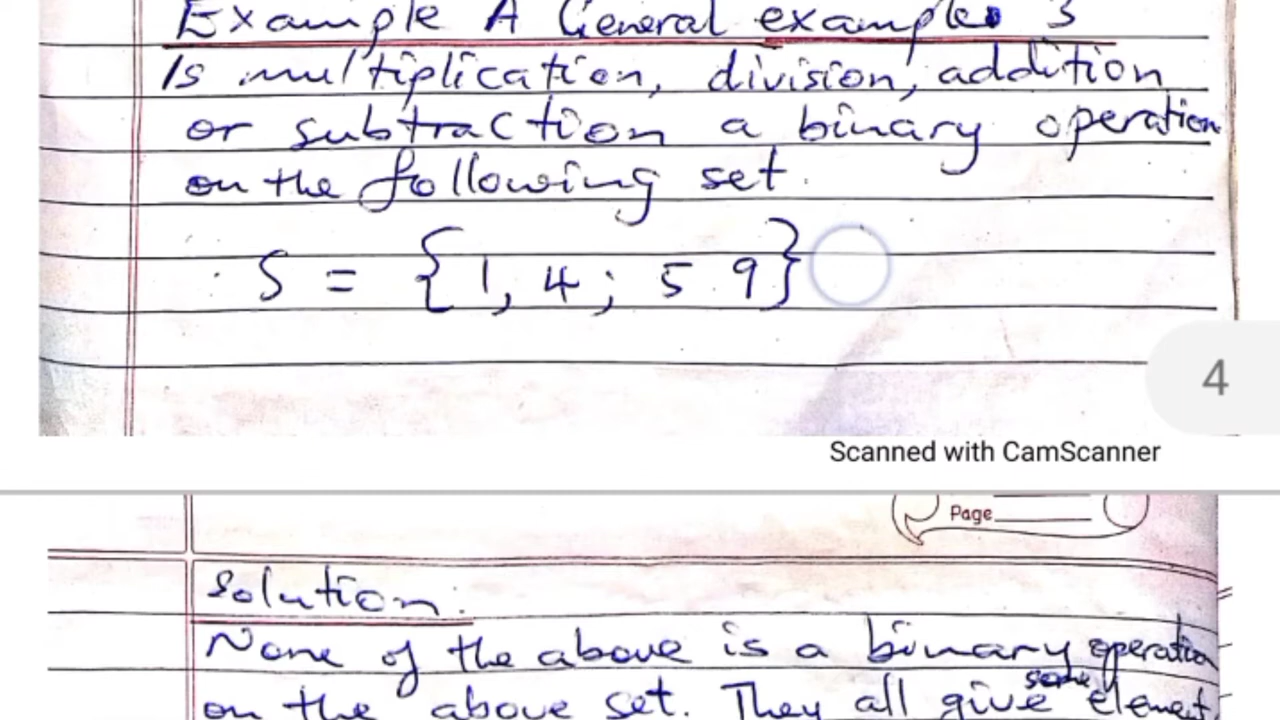 Example A General example 3
Is multiplication, division, addition
or subtraction a binary operation
on the following set.
S = {1, 4; 5 9}
4
Scanned with CamScanner
Page
Solution:
None of the above is a binary operation
on the above set. They all give some element